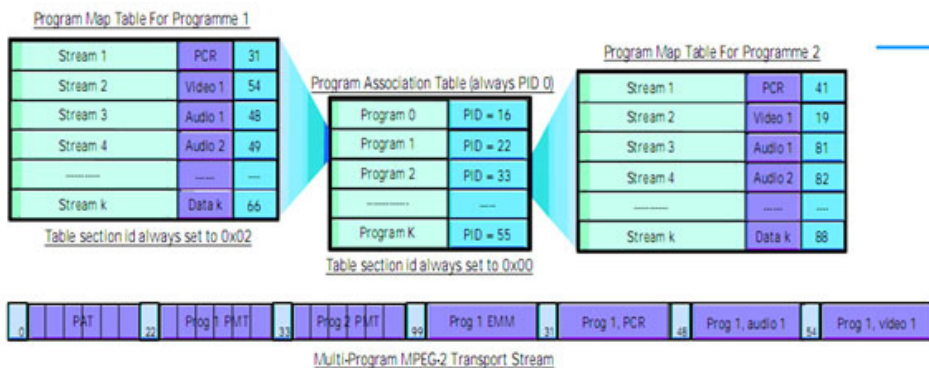 Program Map Table For Programme 1
Stream 1 PCR 31
Stream 2 Video 1 54
Stream 3 Audio 1 48
Stream 4 Audio 2 49
-------- ----- ---
Stream k Data k 66
Table section id always set to 0x02
Program Association Table (always PID 0)
Program 0 PID = 16
Program 1 PID = 22
Program 2 PID = 33
---------- ----
Program K PID = 55
Table section id always set to 0x00
Program Map Table For Programme 2
Stream 1 PCR 41
Stream 2 Video 1 19
Stream 3 Audio 1 81
Stream 4 Audio 2 82
-------- ----- ---
Stream k Data k 88
0 PAT 22 Prog 1 PMT 33 Prog 2 PMT 99 Prog 1 EMM 31 Prog 1, PCR 48 Prog 1, audio 1 54 Prog 1, video 1
Multi-Program MPEG-2 Transport Stream